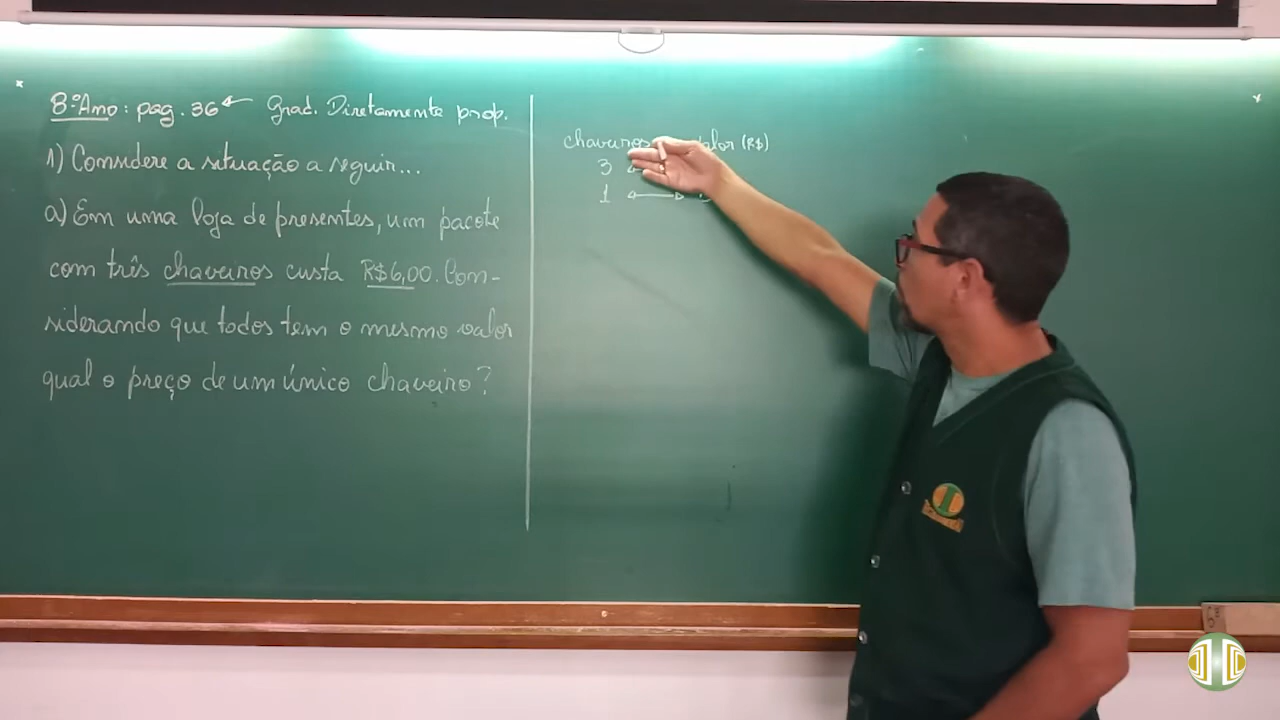 8º Ano: pag. 36 ← Grad. Diretamente prop.
1) Considere a situação a seguir...
a) Em uma loja de presentes, um pacote
com três chaveiros custa R$6,00. Con-
siderando que todos tem o mesmo valor
qual o preço de um único chaveiro?
chaveiros valor (R$)
3
1